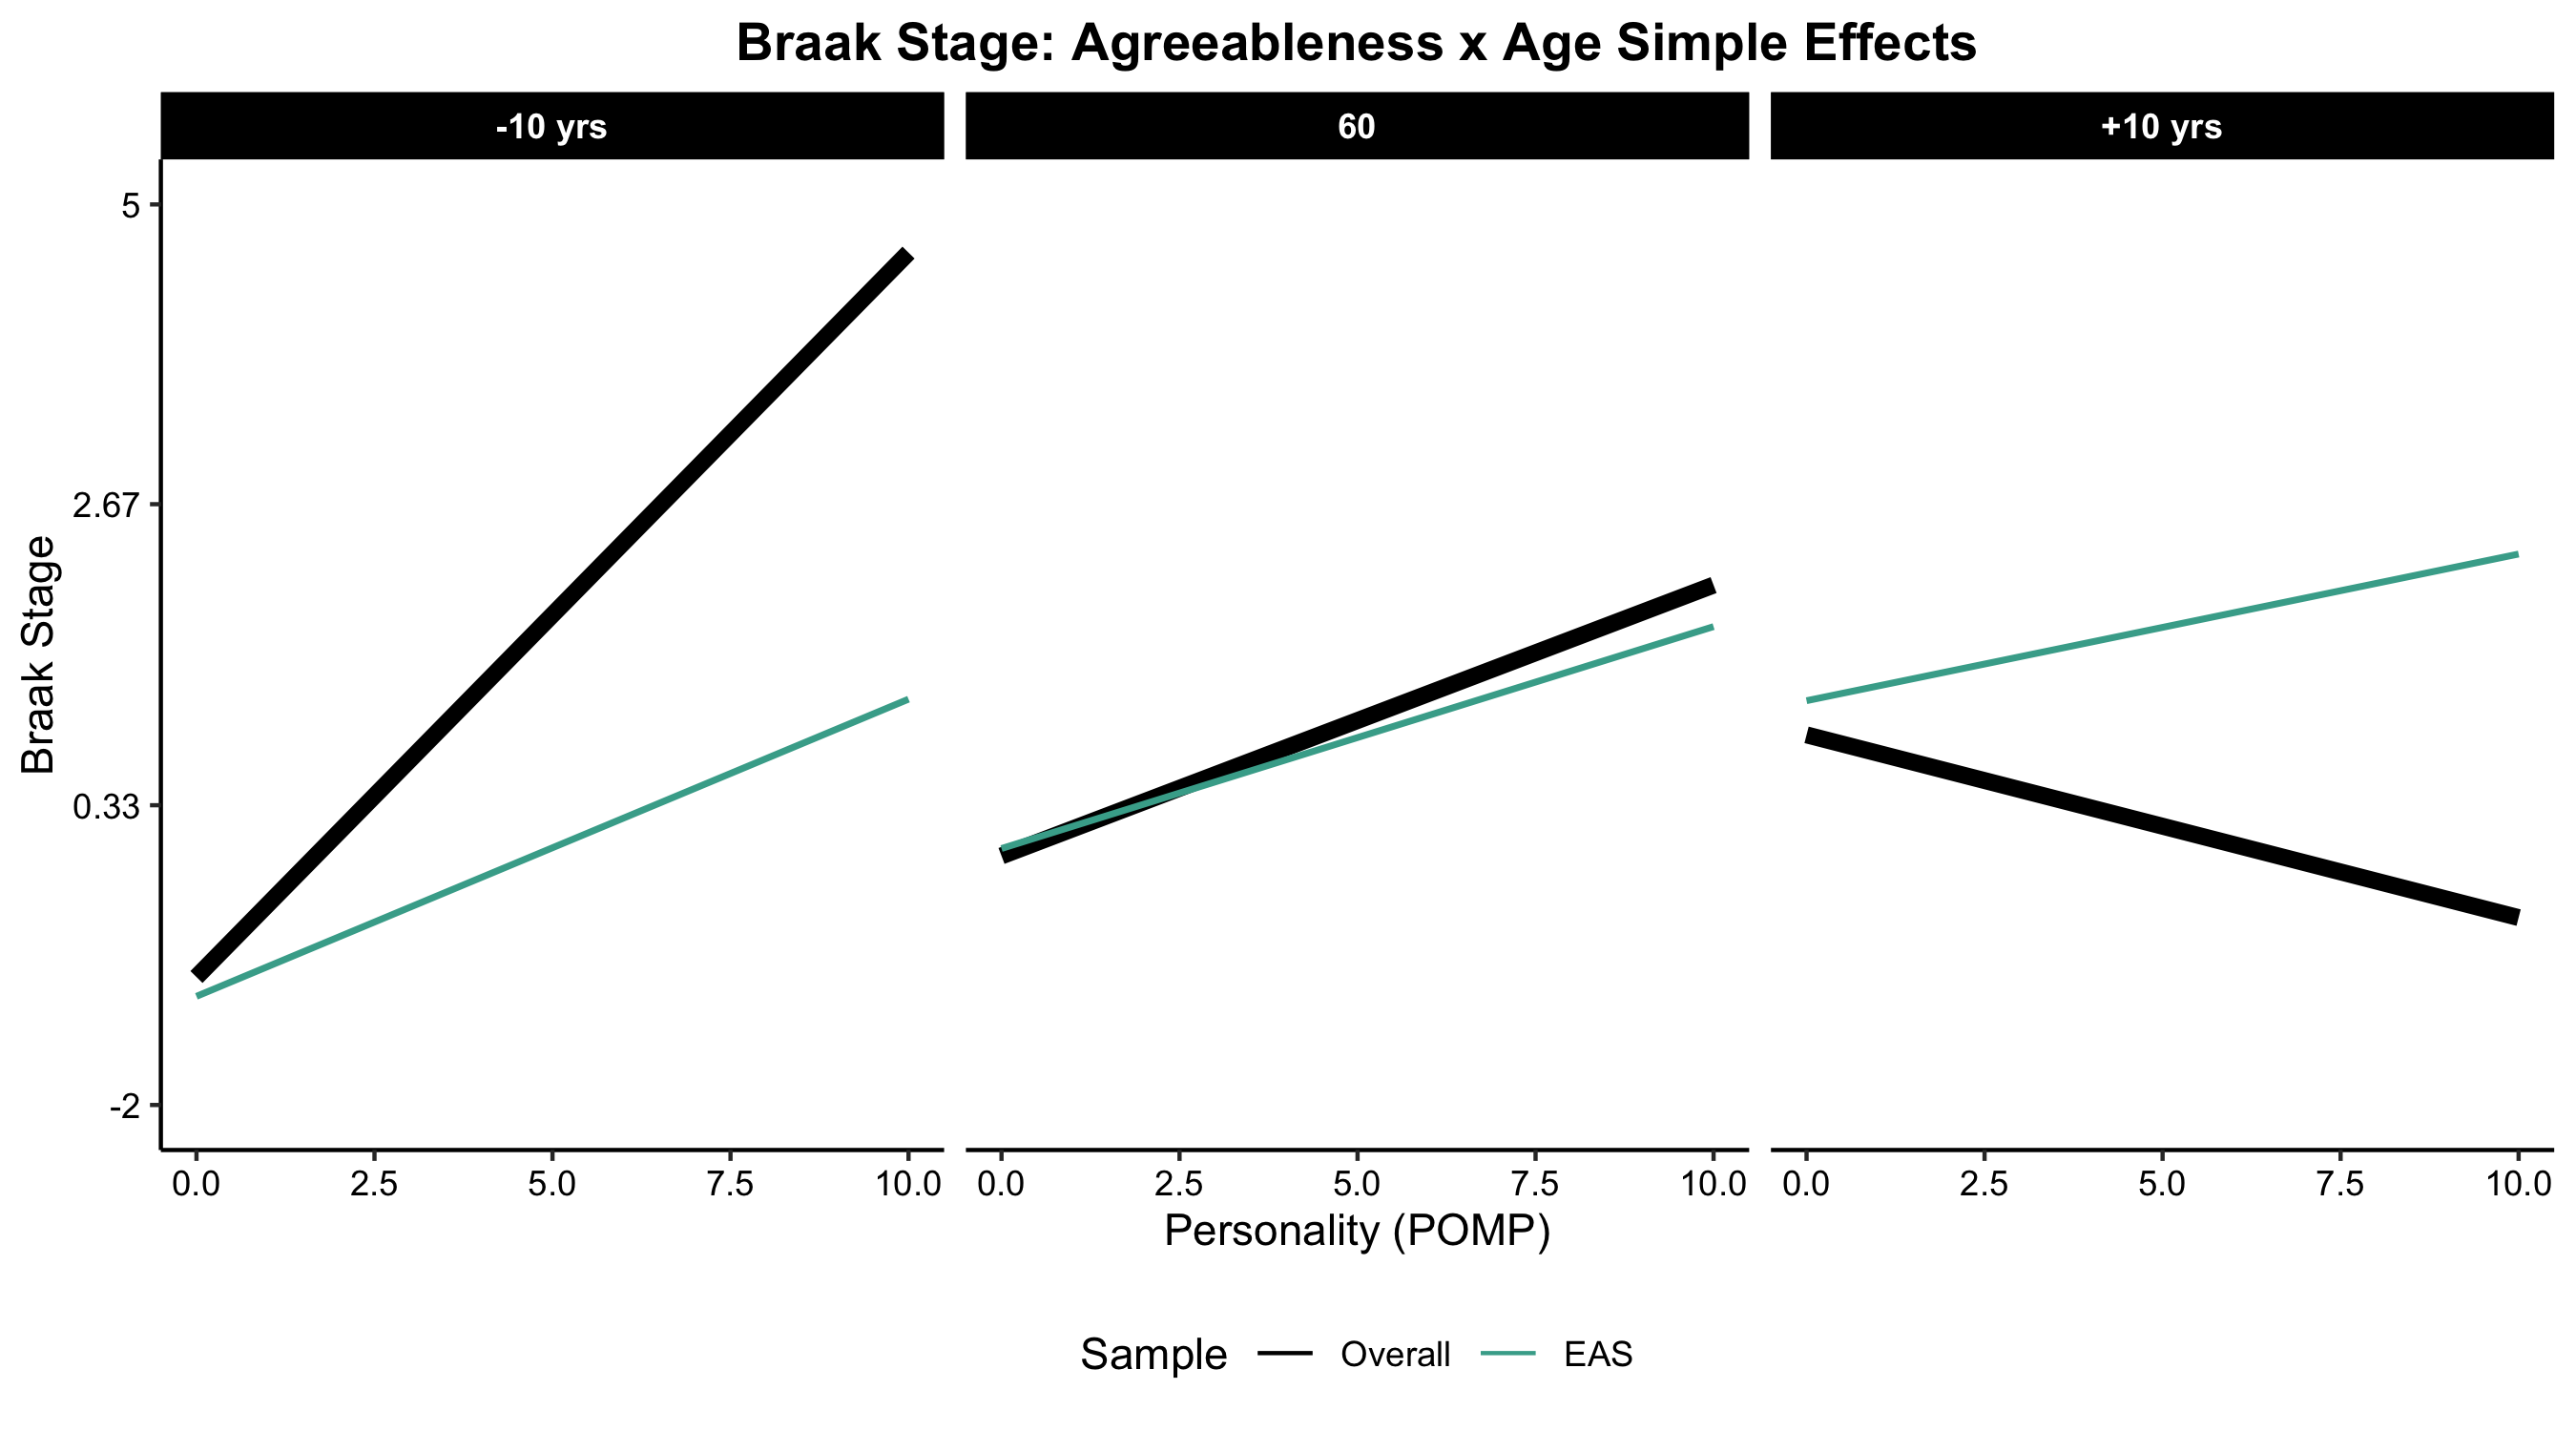 Braak Stage: Agreeableness x Age Simple Effects
-10 yrs 60 +10 yrs
5
2.67
0.33
-2
Braak Stage
0.0 2.5 5.0 7.5 10.0 0.0 2.5 5.0 7.5 10.0 0.0 2.5 5.0 7.5 10.0
Personality (POMP)
Sample Overall EAS